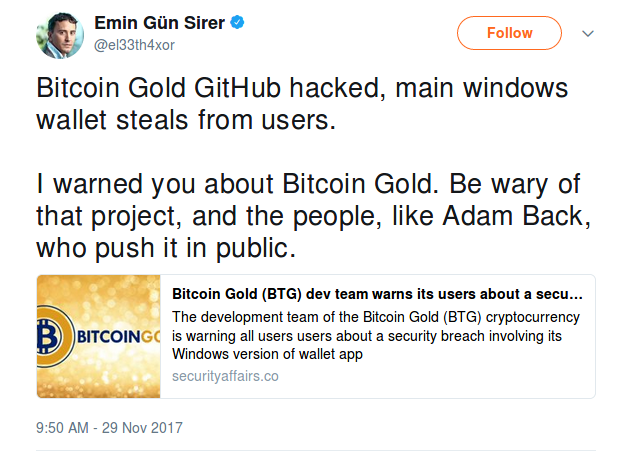 Emin Gün Sirer
@el33th4xor
Follow
Bitcoin Gold GitHub hacked, main windows
wallet steals from users.
I warned you about Bitcoin Gold. Be wary of
that project, and the people, like Adam Back,
who push it in public.
BITCOINGO
Bitcoin Gold (BTG) dev team warns its users about a secu...
The development team of the Bitcoin Gold (BTG) cryptocurrency
is warning all users users about a security breach involving its
Windows version of wallet app
securityaffairs.co
9:50 AM - 29 Nov 2017